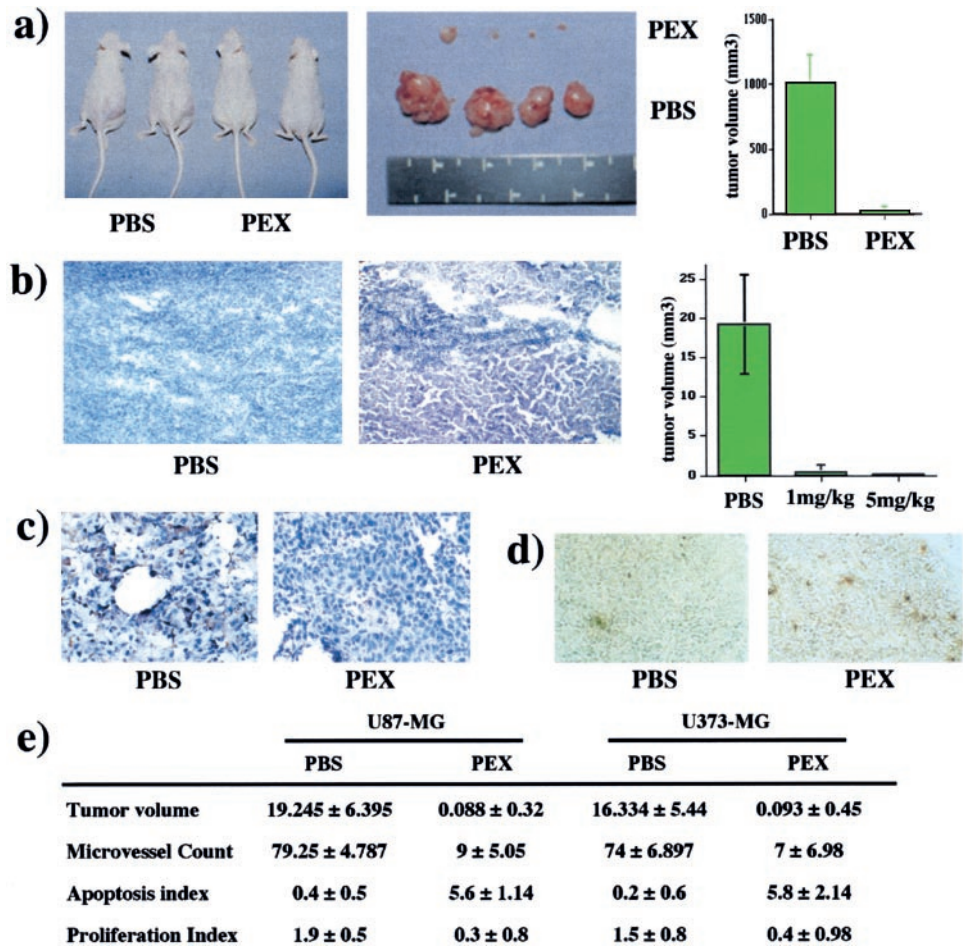 a)
PEX
PBS
PBS PEX
tumor volume (mm3)
1500
1000
500
0
PBS PEX
b)
PBS
PEX
tumor volume (mm3)
25
20
15
10
5
0
PBS 1mg/kg 5mg/kg
c)
PBS
PEX
d)
PBS
PEX
e)
U87-MG U373-MG
PBS PEX PBS PEX
Tumor volume 19.245 ± 6.395 0.088 ± 0.32 16.334 ± 5.44 0.093 ± 0.45
Microvessel Count 79.25 ± 4.787 9 ± 5.05 74 ± 6.897 7 ± 6.98
Apoptosis index 0.4 ± 0.5 5.6 ± 1.14 0.2 ± 0.6 5.8 ± 2.14
Proliferation Index 1.9 ± 0.5 0.3 ± 0.8 1.5 ± 0.8 0.4 ± 0.98